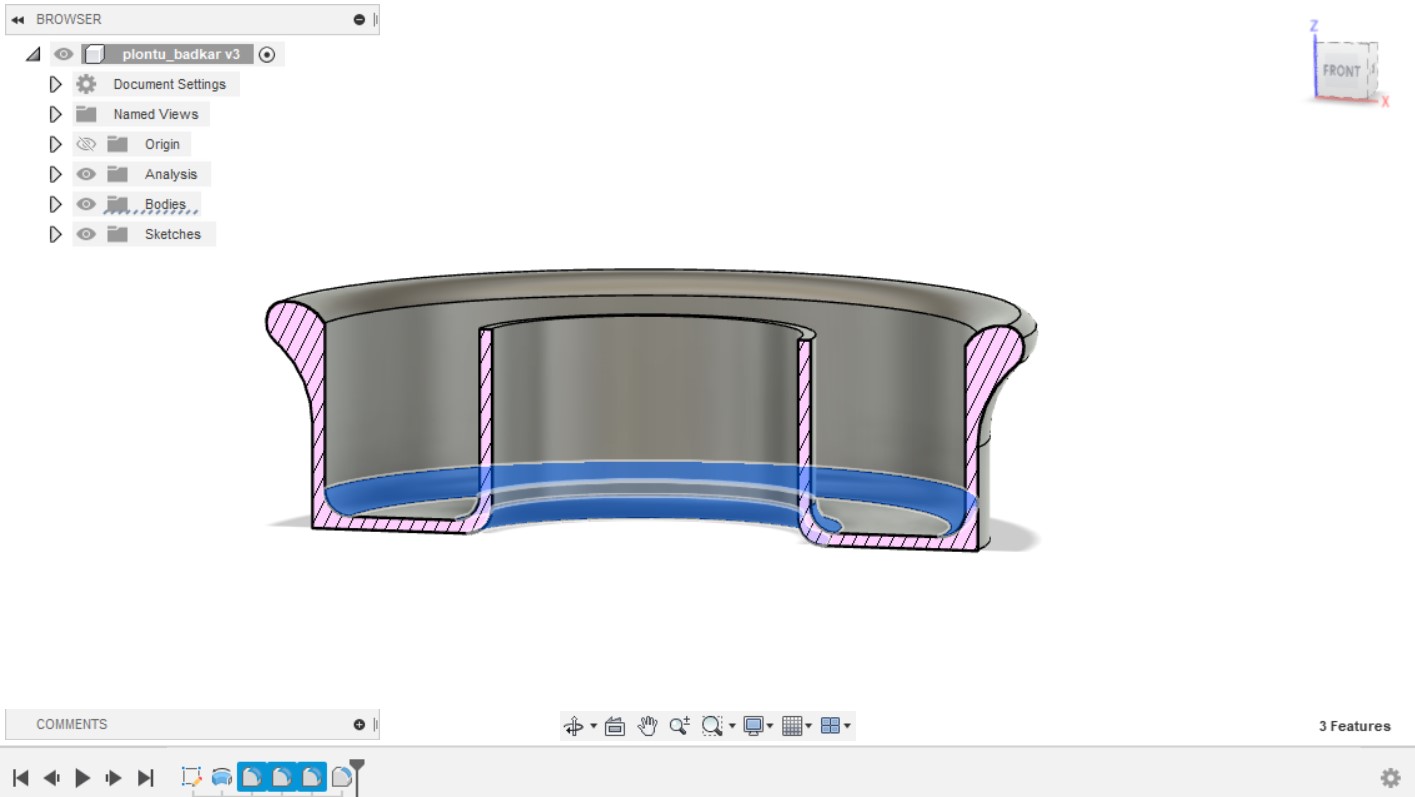 BROWSER
plontu_badkar v3
Document Settings
Named Views
Origin
Analysis
Bodies
Sketches
Z
FRONT
X
COMMENTS
3 Features